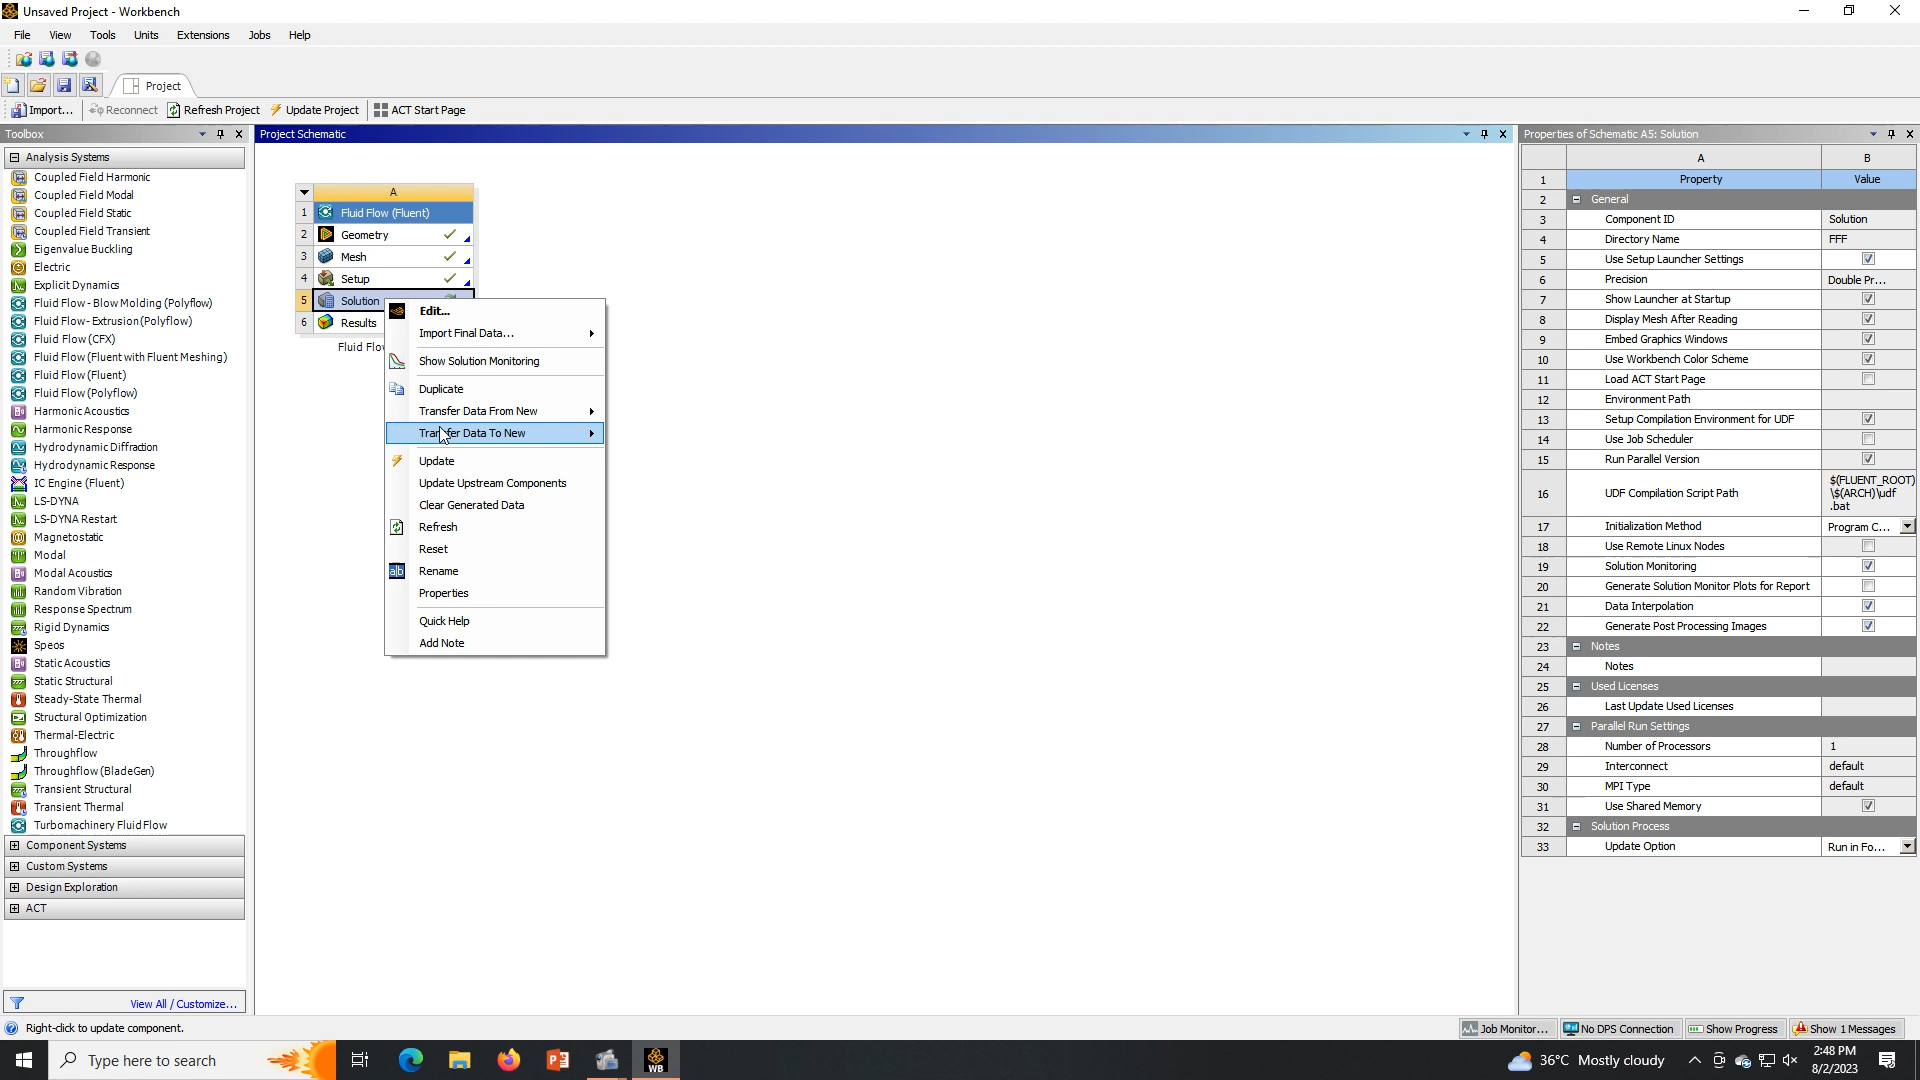 Unsaved Project - Workbench
File View Tools Units Extensions Jobs Help
Project
Import... Reconnect Refresh Project Update Project ACT Start Page
Toolbox
Analysis Systems
Coupled Field Harmonic
Coupled Field Modal
Coupled Field Static
Coupled Field Transient
Eigenvalue Buckling
Electric
Explicit Dynamics
Fluid Flow - Blow Molding (Polyflow)
Fluid Flow - Extrusion (Polyflow)
Fluid Flow (CFX)
Fluid Flow (Fluent with Fluent Meshing)
Fluid Flow (Fluent)
Fluid Flow (Polyflow)
Harmonic Acoustics
Harmonic Response
Hydrodynamic Diffraction
Hydrodynamic Response
IC Engine (Fluent)
LS-DYNA
LS-DYNA Restart
Magnetostatic
Modal
Modal Acoustics
Random Vibration
Response Spectrum
Rigid Dynamics
Speos
Static Acoustics
Static Structural
Steady-State Thermal
Structural Optimization
Thermal-Electric
Throughflow
Throughflow (BladeGen)
Transient Structural
Transient Thermal
Turbomachinery Fluid Flow
Component Systems
Custom Systems
Design Exploration
ACT
View All / Customize...
Project Schematic
A
1 Fluid Flow (Fluent)
2 Geometry
3 Mesh
4 Setup
5 Solution
6 Results
Fluid Flo
Edit...
Import Final Data...
Show Solution Monitoring
Duplicate
Transfer Data From New
Transfer Data To New
Update
Update Upstream Components
Clear Generated Data
Refresh
Reset
a|b Rename
Properties
Quick Help
Add Note
Properties of Schematic A5: Solution
A B
1 Property Value
2 General
3 Component ID Solution
4 Directory Name FFF
5 Use Setup Launcher Settings
6 Precision Double Pr...
7 Show Launcher at Startup
8 Display Mesh After Reading
9 Embed Graphics Windows
10 Use Workbench Color Scheme
11 Load ACT Start Page
12 Environment Path
13 Setup Compilation Environment for UDF
14 Use Job Scheduler
15 Run Parallel Version
16 UDF Compilation Script Path $(FLUENT_ROOT)
\$(ARCH)\udf
.bat
17 Initialization Method Program C...
18 Use Remote Linux Nodes
19 Solution Monitoring
20 Generate Solution Monitor Plots for Report
21 Data Interpolation
22 Generate Post Processing Images
23 Notes
24 Notes
25 Used Licenses
26 Last Update Used Licenses
27 Parallel Run Settings
28 Number of Processors 1
29 Interconnect default
30 MPI Type default
31 Use Shared Memory
32 Solution Process
33 Update Option Run in Fo...
Right-click to update component.
Job Monitor... No DPS Connection Show Progress Show 1 Messages
Type here to search
WB
36°C Mostly cloudy
2:48 PM
8/2/2023